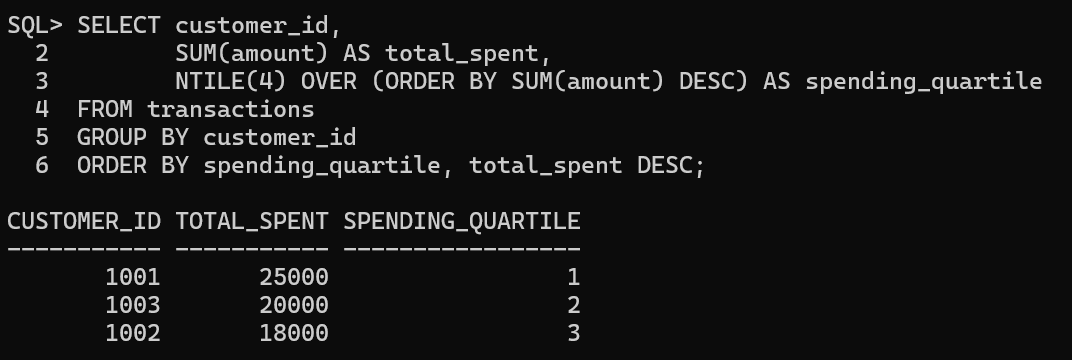 SQL> SELECT customer_id,
  2         SUM(amount) AS total_spent,
  3         NTILE(4) OVER (ORDER BY SUM(amount) DESC) AS spending_quartile
  4  FROM transactions
  5  GROUP BY customer_id
  6  ORDER BY spending_quartile, total_spent DESC;

CUSTOMER_ID TOTAL_SPENT SPENDING_QUARTILE
----------- ----------- -----------------
       1001       25000                 1
       1003       20000                 2
       1002       18000                 3